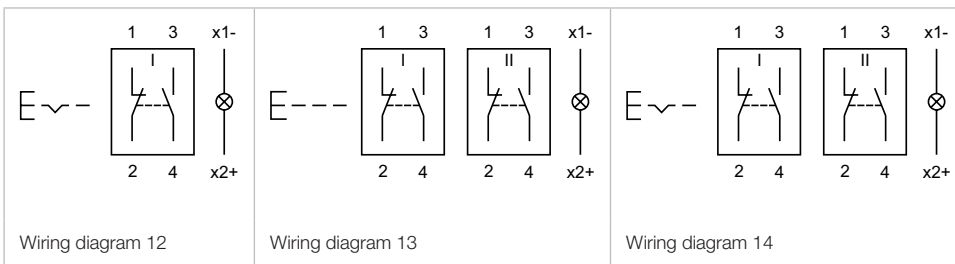 1 3 x1-
I
2 4 x2+
Wiring diagram 12
1 3 1 3 x1-
I II
2 4 2 4 x2+
Wiring diagram 13
1 3 1 3 x1-
I II
2 4 2 4 x2+
Wiring diagram 14